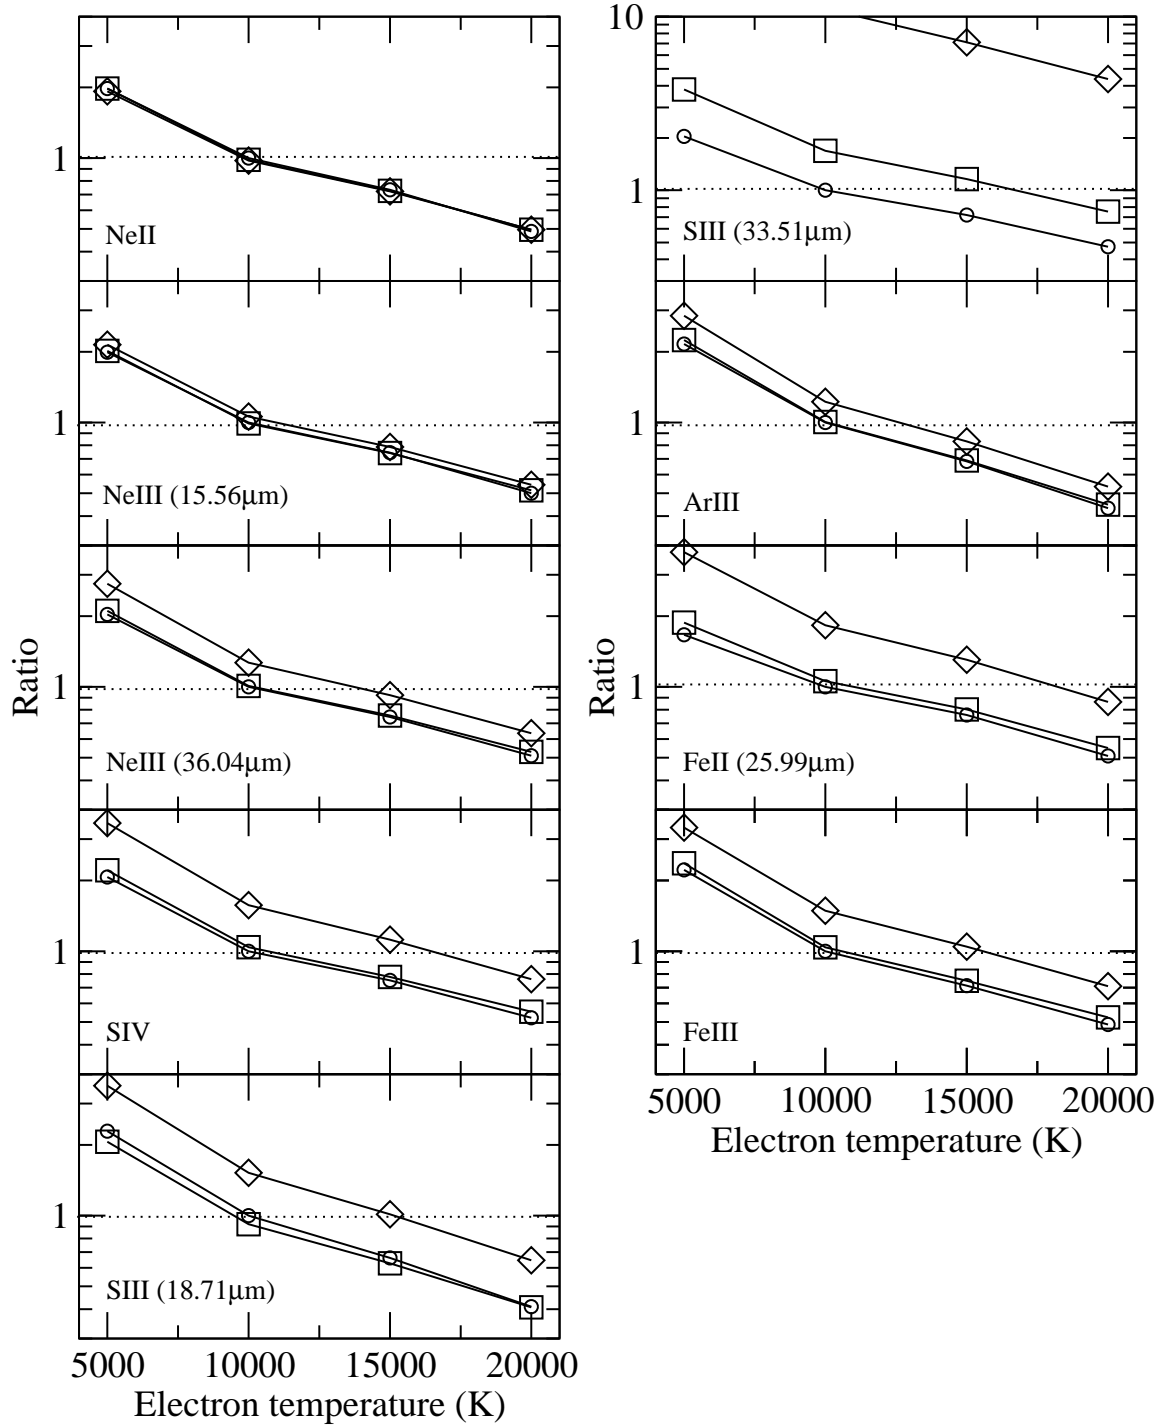 1
NeII
1
NeIII (15.56μm)
1
NeIII (36.04μm)
1
SIV
1
SIII (18.71μm)
Ratio
5000 10000 15000 20000
Electron temperature (K)
10
1
SIII (33.51μm)
1
ArIII
1
FeII (25.99μm)
1
FeIII
Ratio
5000 10000 15000 20000
Electron temperature (K)